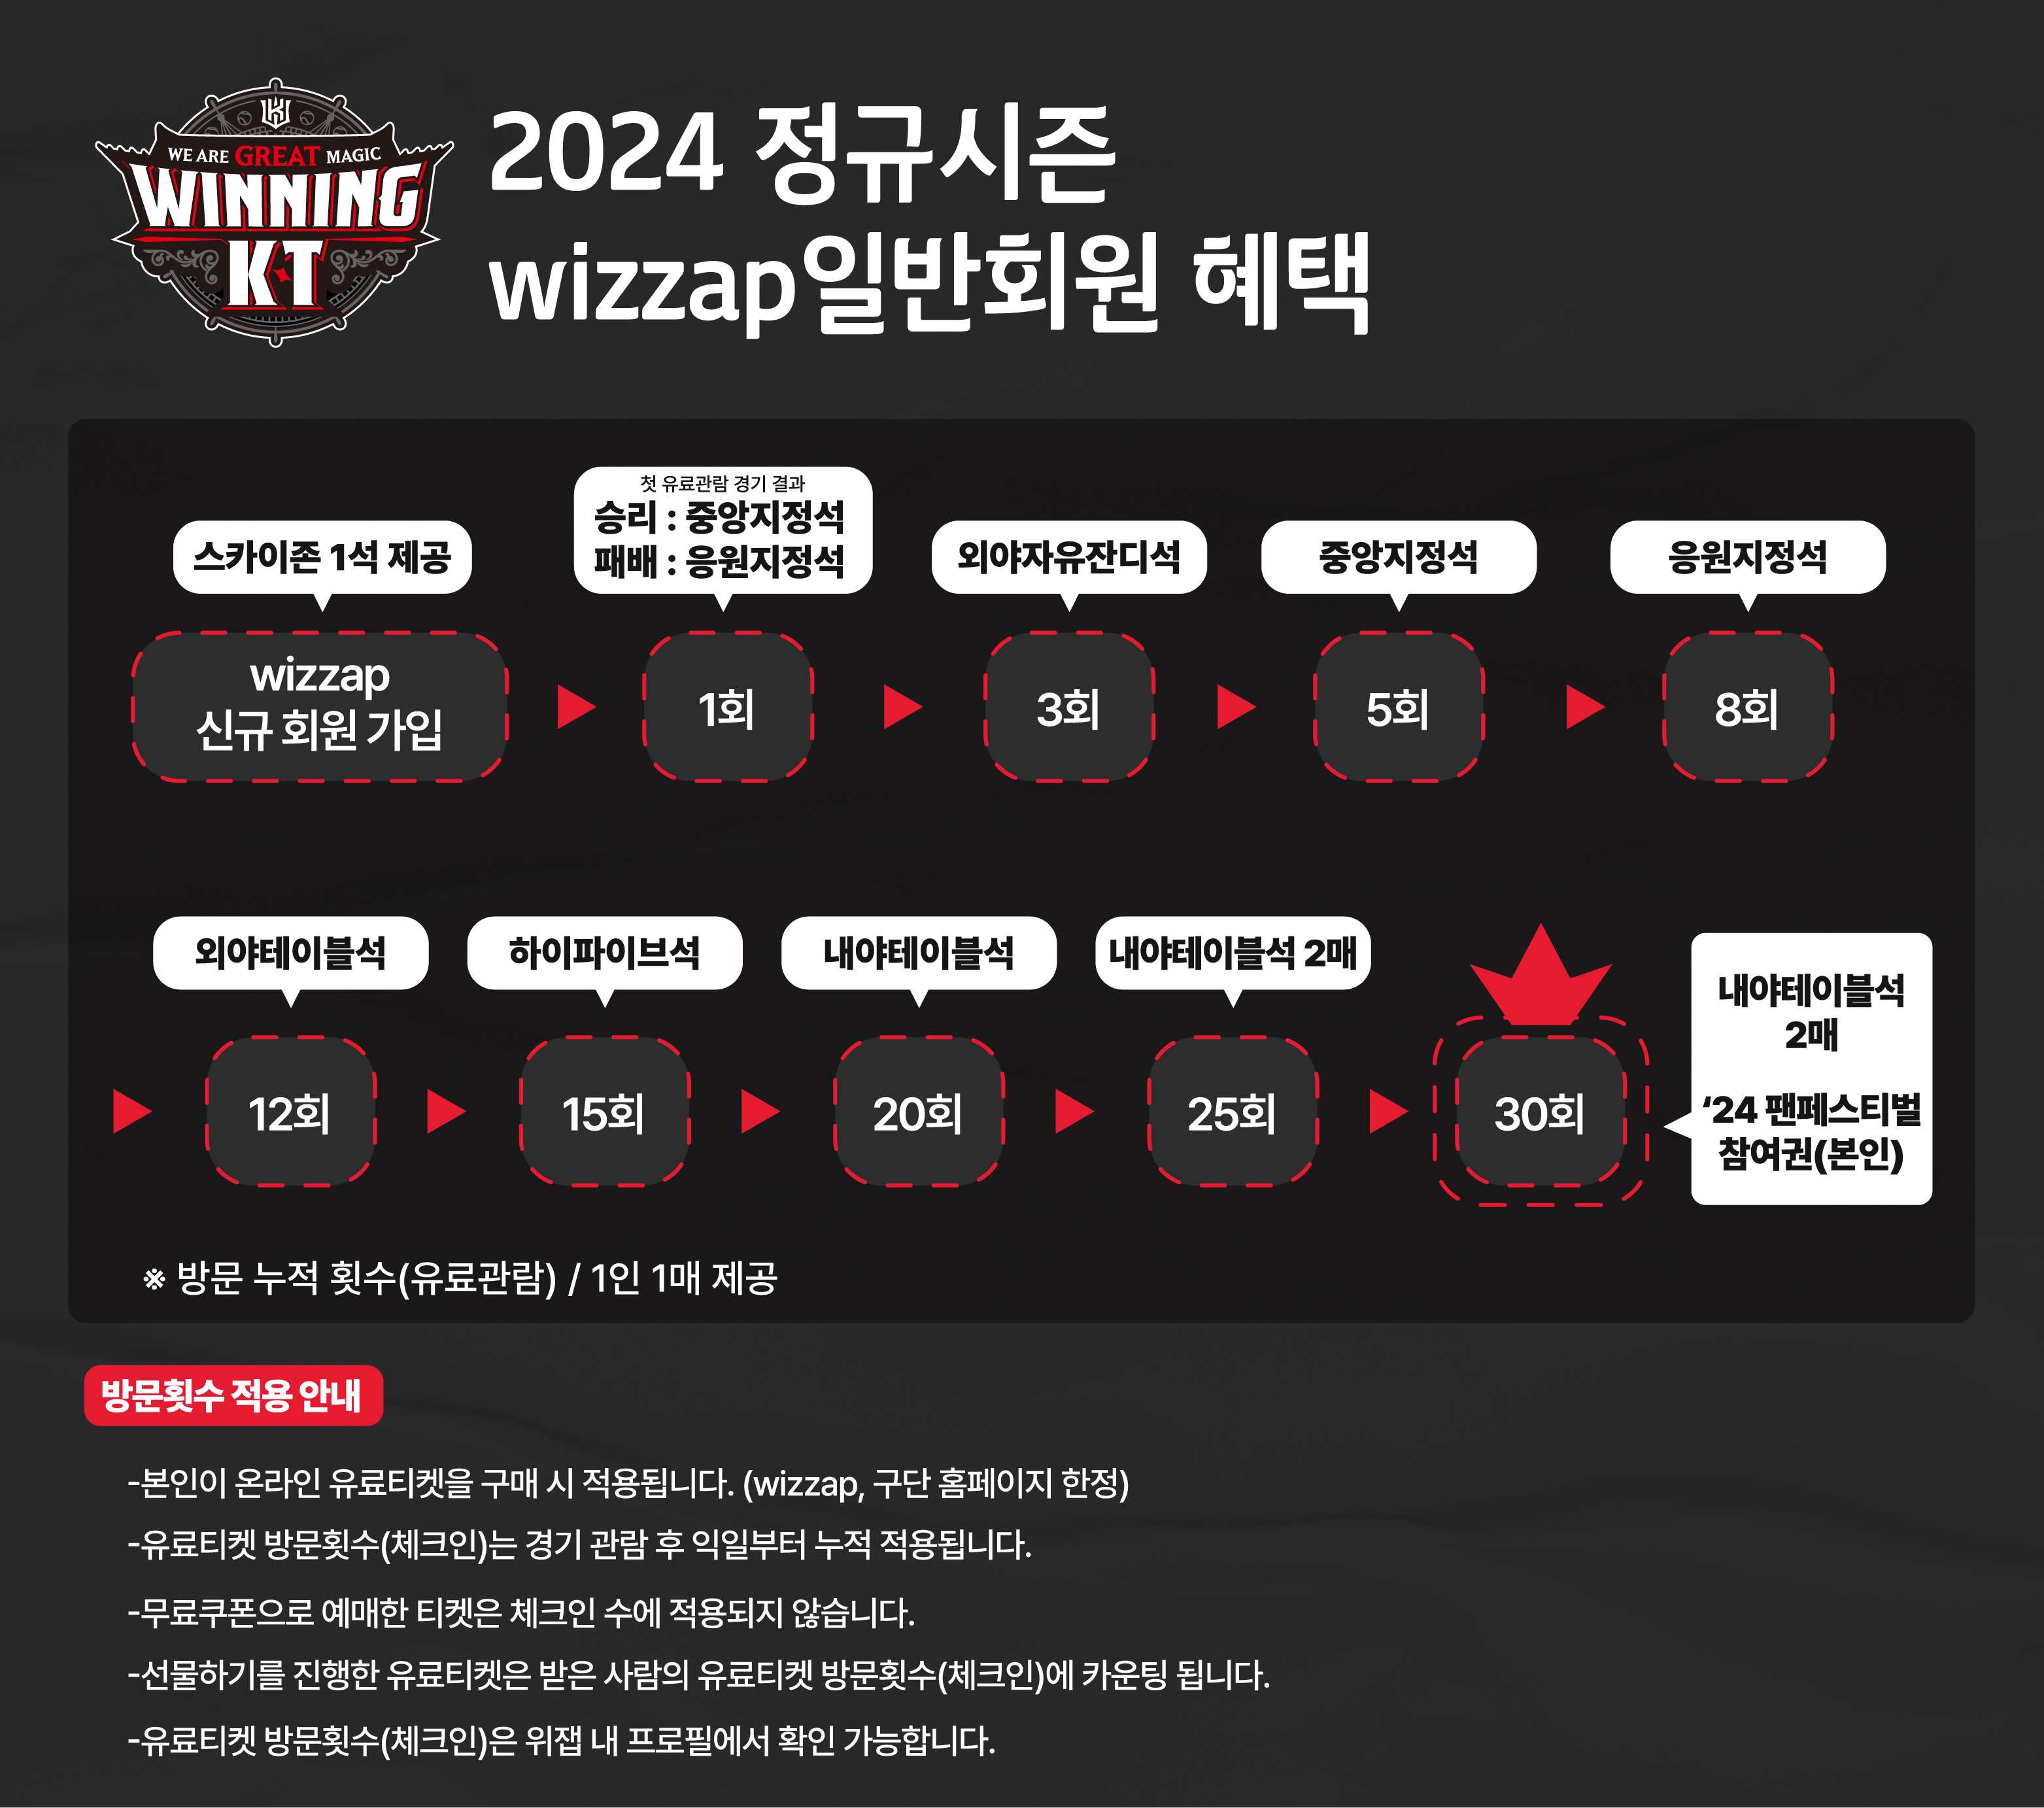 WE ARE GREAT MAGIC
WINNING
KT
2024 정규시즌
wizzap일반회원 혜택
스카이존 1석 제공
첫 유료관람 경기 결과
승리 : 중앙지정석
패배 : 응원지정석
외야자유잔디석
중앙지정석
응원지정석
wizzap
신규 회원 가입
1회
3회
5회
8회
외야테이블석
하이파이브석
내야테이블석
내야테이블석 2매
내야테이블석
2매
‘24 팬페스티벌
참여권(본인)
12회
15회
20회
25회
30회
※ 방문 누적 횟수(유료관람) / 1인 1매 제공
방문횟수 적용 안내
-본인이 온라인 유료티켓을 구매 시 적용됩니다. (wizzap, 구단 홈페이지 한정)
-유료티켓 방문횟수(체크인)는 경기 관람 후 익일부터 누적 적용됩니다.
-무료쿠폰으로 예매한 티켓은 체크인 수에 적용되지 않습니다.
-선물하기를 진행한 유료티켓은 받은 사람의 유료티켓 방문횟수(체크인)에 카운팅 됩니다.
-유료티켓 방문횟수(체크인)은 위잽 내 프로필에서 확인 가능합니다.